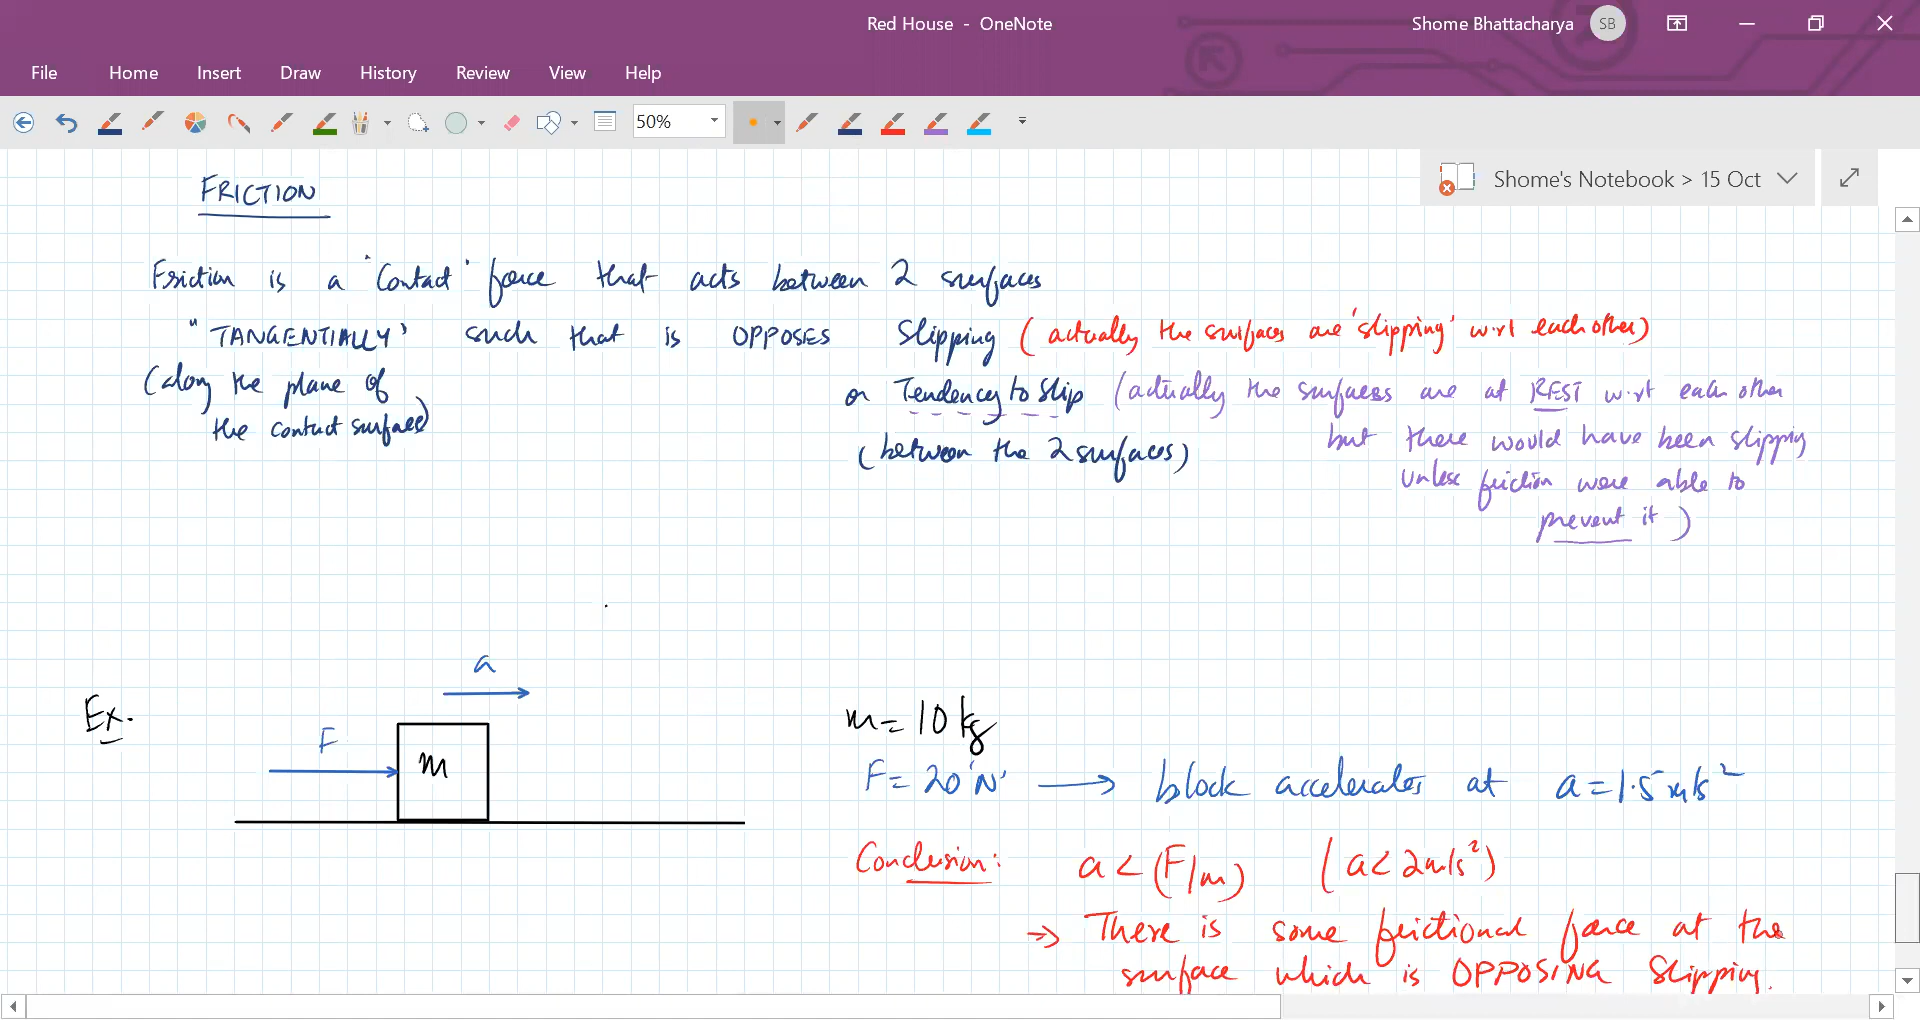 Red House - OneNote
Shome Bhattacharya SB
File Home Insert Draw History Review View Help
50%
Shome's Notebook > 15 Oct
FRICTION
Friction is a 'Contact' force that acts between 2 surfaces
"TANGENTIALLY' such that is OPPOSES Slipping (actually the surfaces are 'slipping' w.r.t each other)
(along the plane of
the contact surface)
or Tendency to slip (actually the surfaces are at REST w.r.t each other
(between the 2 surfaces)
but there would have been slipping
unless friction were able to
prevent it)
Ex.
a
F
m
m = 10 kg
F = 20 'N' → block accelerates at a = 1.5 m/s²
Conclusion: a < (F/m) (a < 2 m/s²)
⇒ There is some frictional force at the
surface which is OPPOSING Slipping.